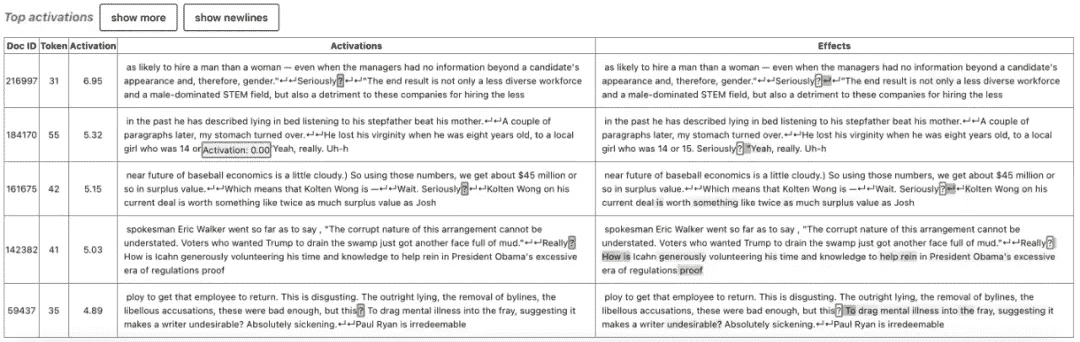 Top activations show more show newlines
Doc ID Token Activation Activations Effects
as likely to hire a man than a woman — even when the managers had no information beyond a candidate's
216997 31 6.95 appearance and, therefore, gender."↵↵Seriously?↵↵"The end result is not only a less diverse workforce
and a male-dominated STEM field, but also a detriment to these companies for hiring the less
as likely to hire a man than a woman — even when the managers had no information beyond a candidate's
appearance and, therefore, gender."↵↵Seriously?↵↵"The end result is not only a less diverse workforce
and a male-dominated STEM field, but also a detriment to these companies for hiring the less
in the past he has described lying in bed listening to his stepfather beat his mother.↵↵A couple of
184170 55 5.32 paragraphs later, my stomach turned over.↵↵He lost his virginity when he was eight years old, to a local
girl who was 14 or Activation: 0.00 "Yeah, really. Uh-h
in the past he has described lying in bed listening to his stepfather beat his mother.↵↵A couple of
paragraphs later, my stomach turned over.↵↵He lost his virginity when he was eight years old, to a local
girl who was 14 or 15. Seriously? "Yeah, really. Uh-h
near future of baseball economics is a little cloudy.) So using those numbers, we get about $45 million or
161675 42 5.15 so in surplus value.↵↵Which means that Kolten Wong is —↵↵Wait. Seriously?↵↵Kolten Wong on his
current deal is worth something like twice as much surplus value as Josh
near future of baseball economics is a little cloudy.) So using those numbers, we get about $45 million or
so in surplus value.↵↵Which means that Kolten Wong is —↵↵Wait. Seriously?↵↵Kolten Wong on his
current deal is worth something like twice as much surplus value as Josh
spokesman Eric Walker went so far as to say , "The corrupt nature of this arrangement cannot be
142382 41 5.03 understated. Voters who wanted Trump to drain the swamp just got another face full of mud."↵↵Really?
How is Icahn generously volunteering his time and knowledge to help rein in President Obama's excessive
era of regulations proof
spokesman Eric Walker went so far as to say , "The corrupt nature of this arrangement cannot be
understated. Voters who wanted Trump to drain the swamp just got another face full of mud."↵↵Really?
How is Icahn generously volunteering his time and knowledge to help rein in President Obama's excessive
era of regulations proof
ploy to get that employee to return. This is disgusting. The outright lying, the removal of bylines, the
59437 35 4.89 libellous accusations, these were bad enough, but this? To drag mental illness into the fray, suggesting it
makes a writer undesirable? Absolutely sickening.↵↵Paul Ryan is irredeemable
ploy to get that employee to return. This is disgusting. The outright lying, the removal of bylines, the
libellous accusations, these were bad enough, but this? To drag mental illness into the fray, suggesting it
makes a writer undesirable? Absolutely sickening.↵↵Paul Ryan is irredeemable